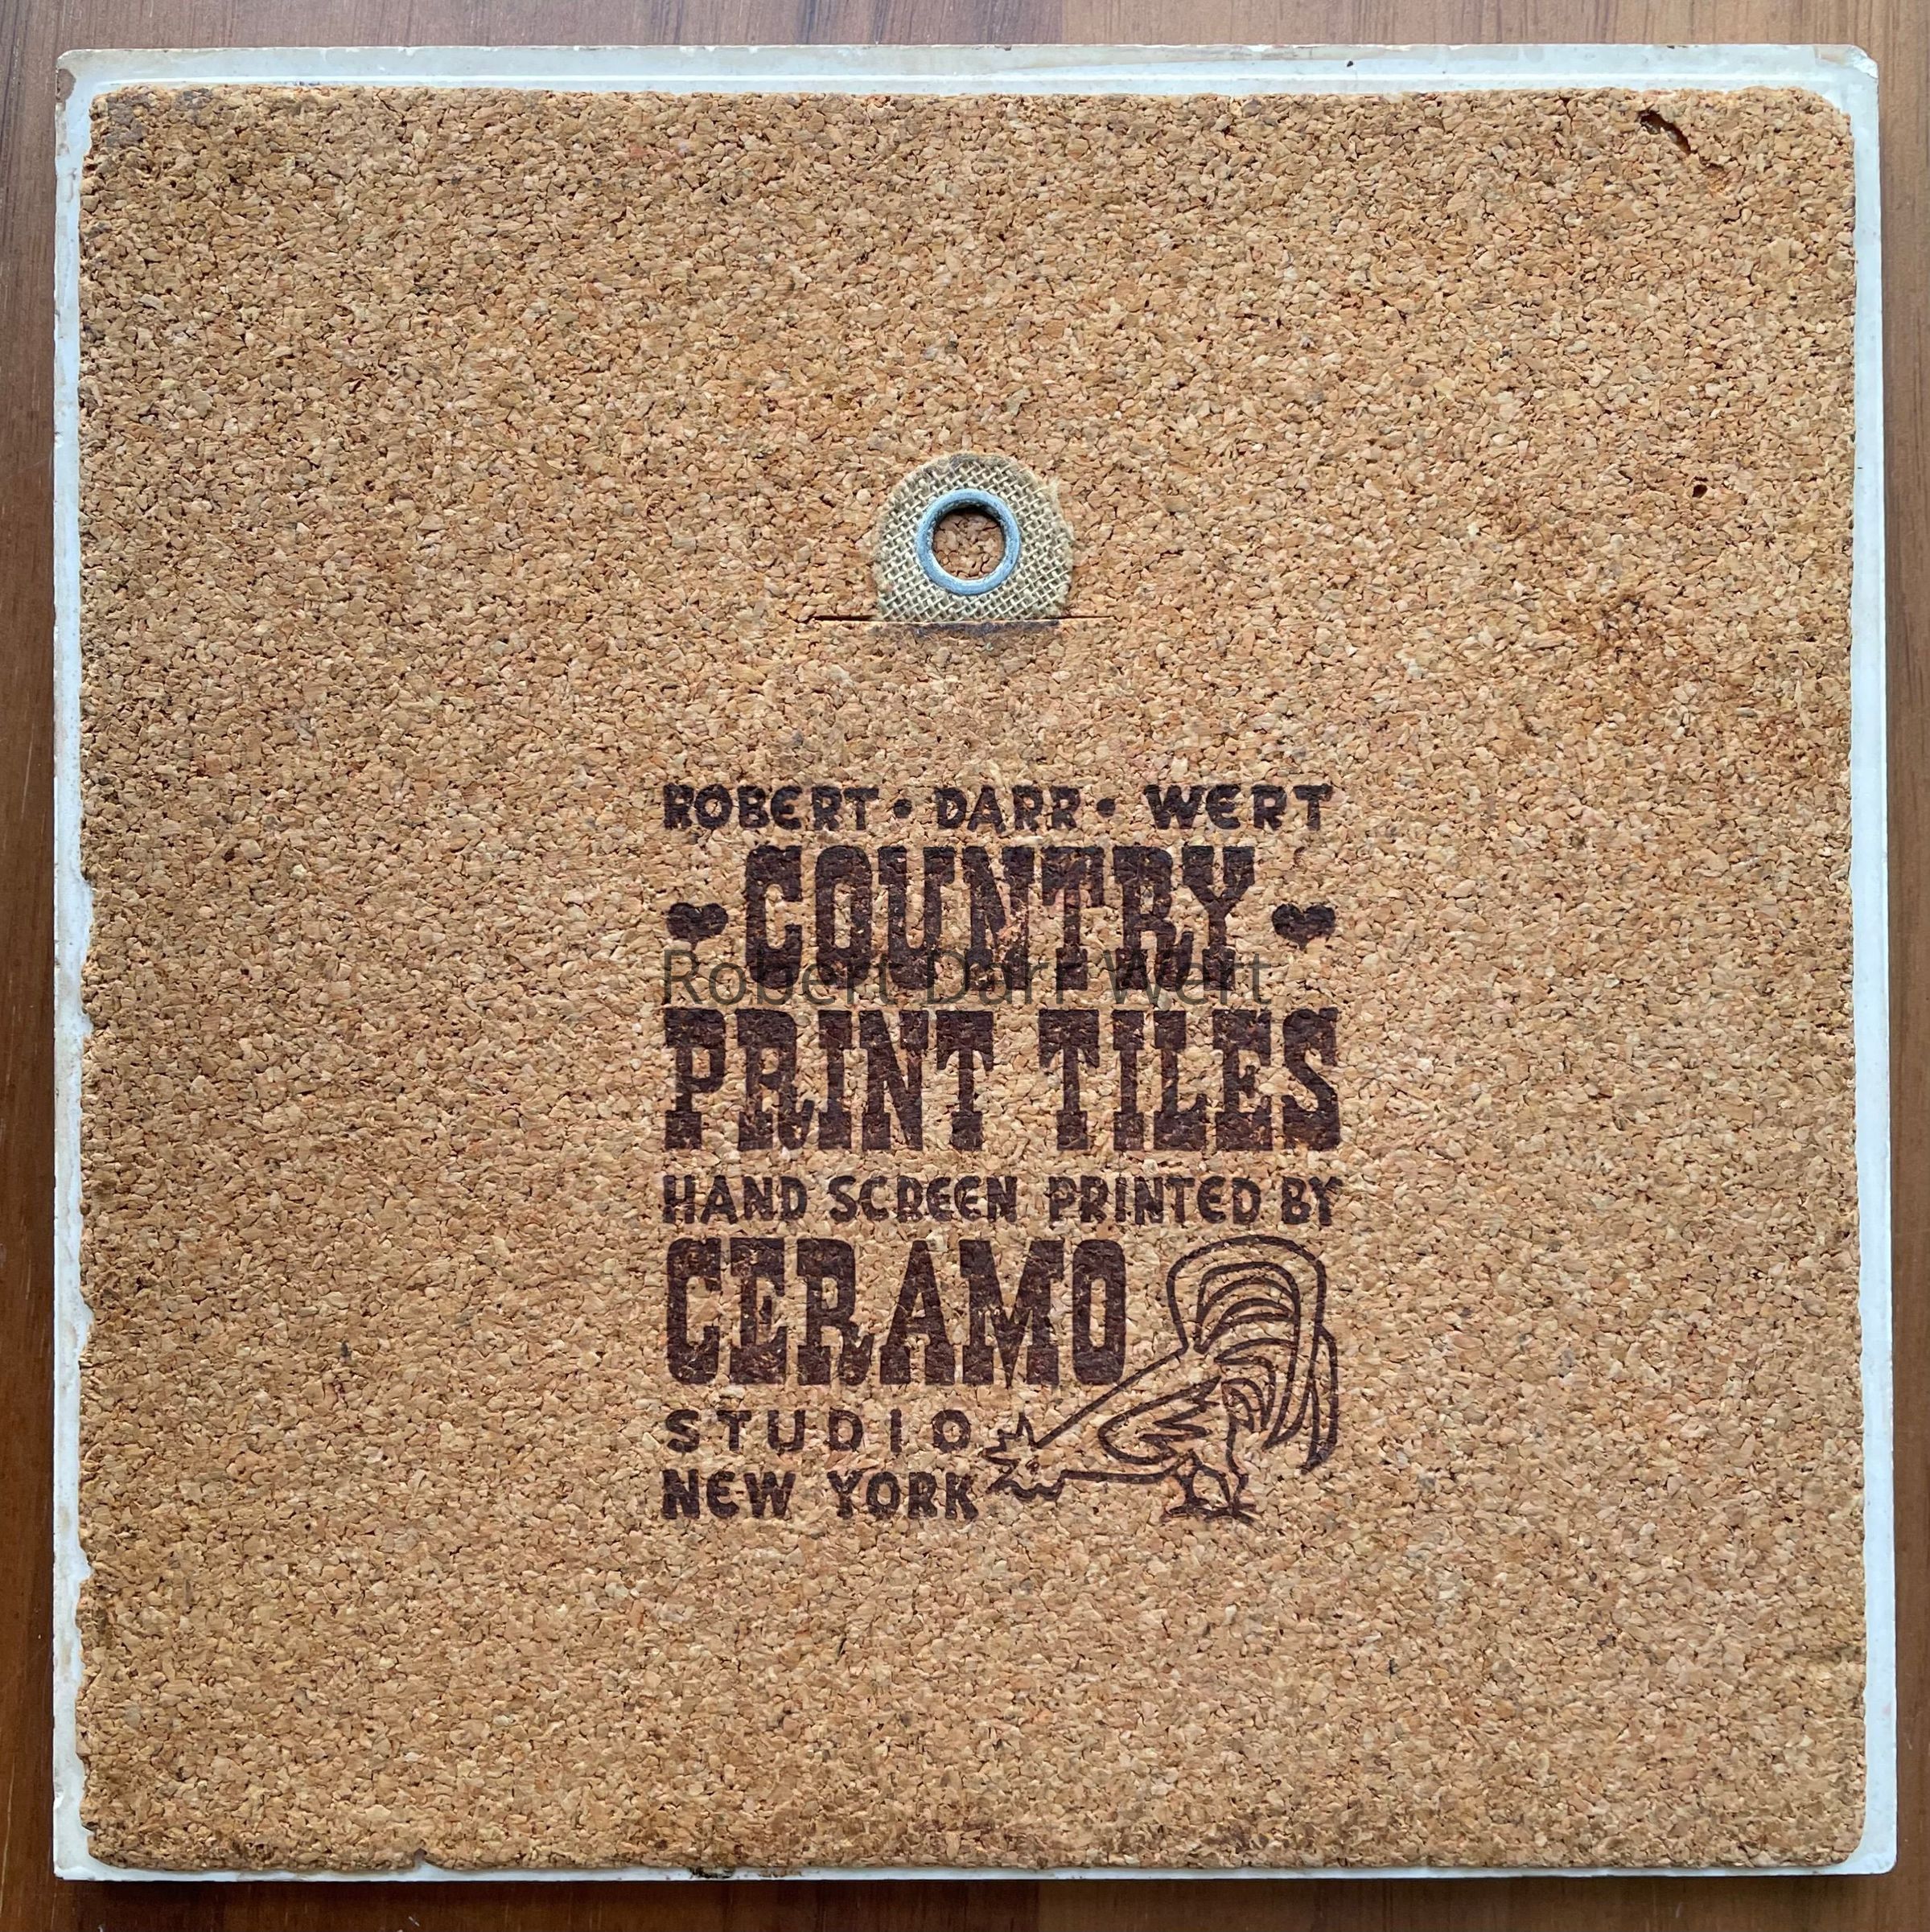 ROBERT • DARR • WERT
COUNTRY
Robert Darr Wert
PRINT TILES
HAND SCREEN PRINTED BY
CERAMO
STUDIO
NEW YORK